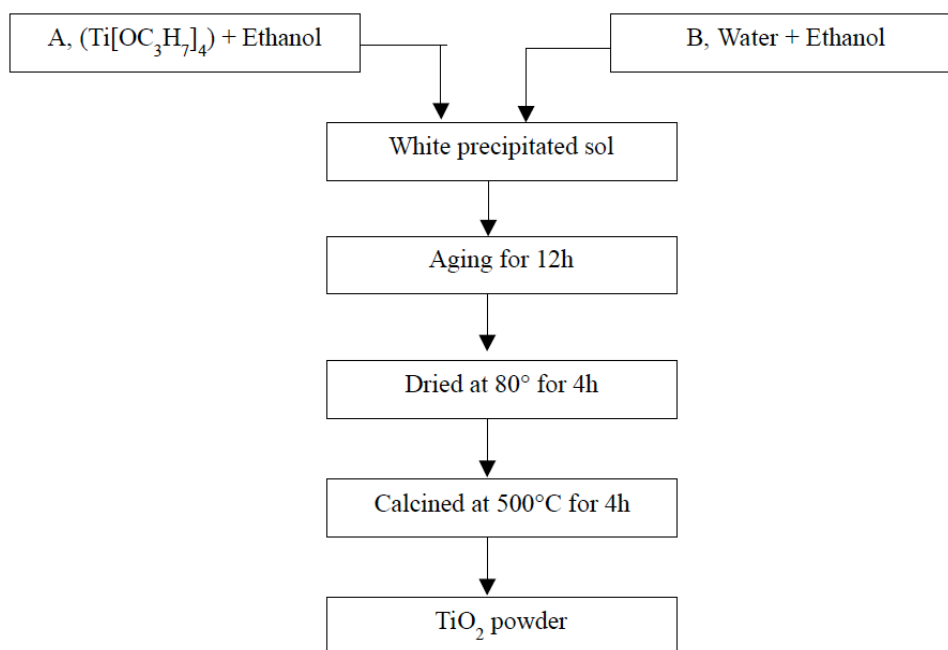 A, (Ti[OC₃H₇]₄) + Ethanol
B, Water + Ethanol
White precipitated sol
Aging for 12h
Dried at 80° for 4h
Calcined at 500°C for 4h
TiO₂ powder